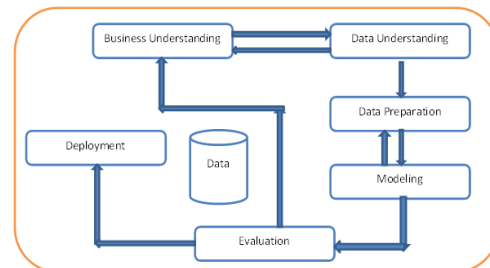 Business Understanding
Data Understanding
Data Preparation
Deployment
Data
Modeling
Evaluation